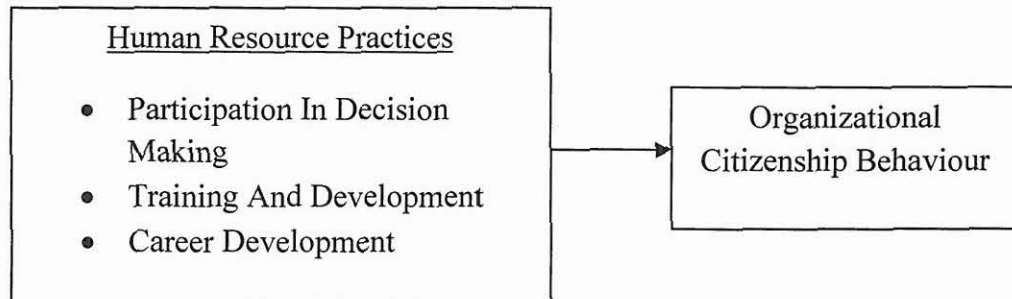 Human Resource Practices
• Participation In Decision
Making
• Training And Development
• Career Development
Organizational
Citizenship Behaviour